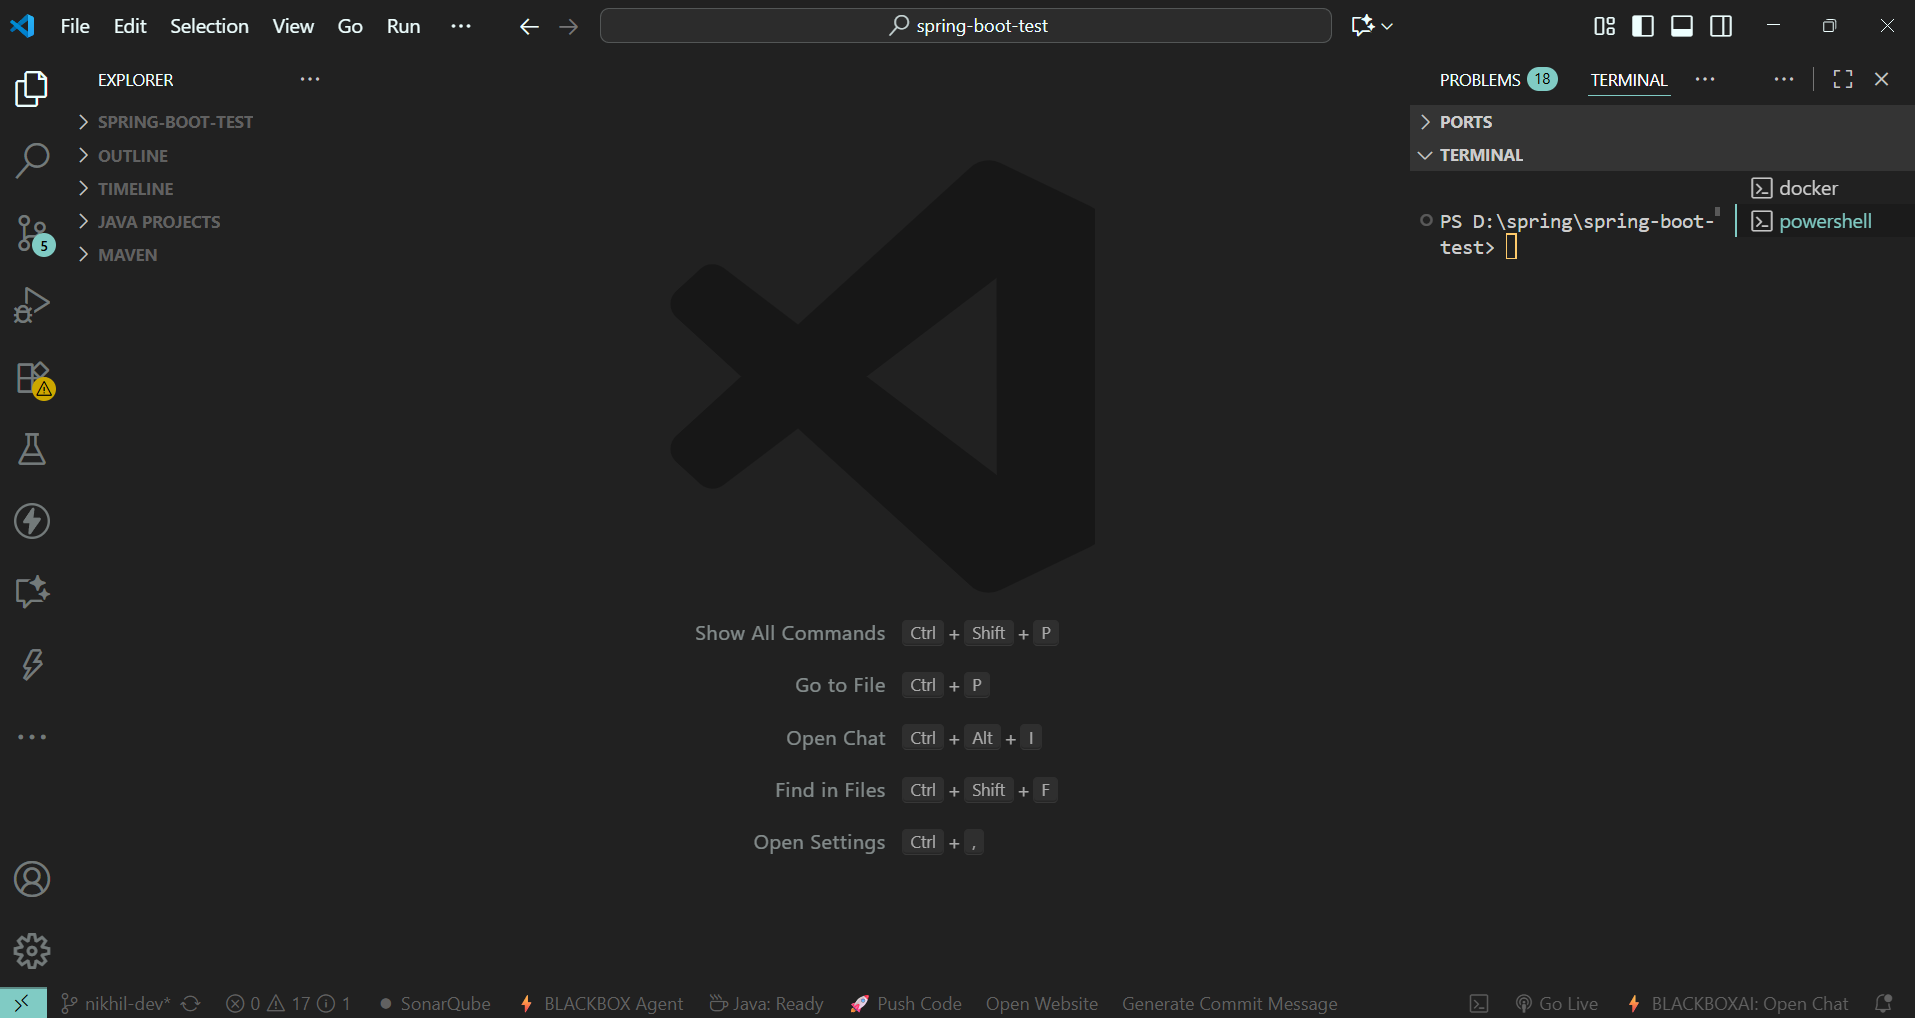 File Edit Selection View Go Run ··· spring-boot-test
EXPLORER ···
SPRING-BOOT-TEST
OUTLINE
TIMELINE
JAVA PROJECTS
MAVEN
5
Show All Commands Ctrl + Shift + P
Go to File Ctrl + P
Open Chat Ctrl + Alt + I
Find in Files Ctrl + Shift + F
Open Settings Ctrl + ,
PROBLEMS 18 TERMINAL ··· ···
PORTS
TERMINAL
docker
powershell
PS D:\spring\spring-boot-
test>
nikhil-dev* 0 17 1 SonarQube BLACKBOX Agent Java: Ready Push Code Open Website Generate Commit Message Go Live BLACKBOXAI: Open Chat